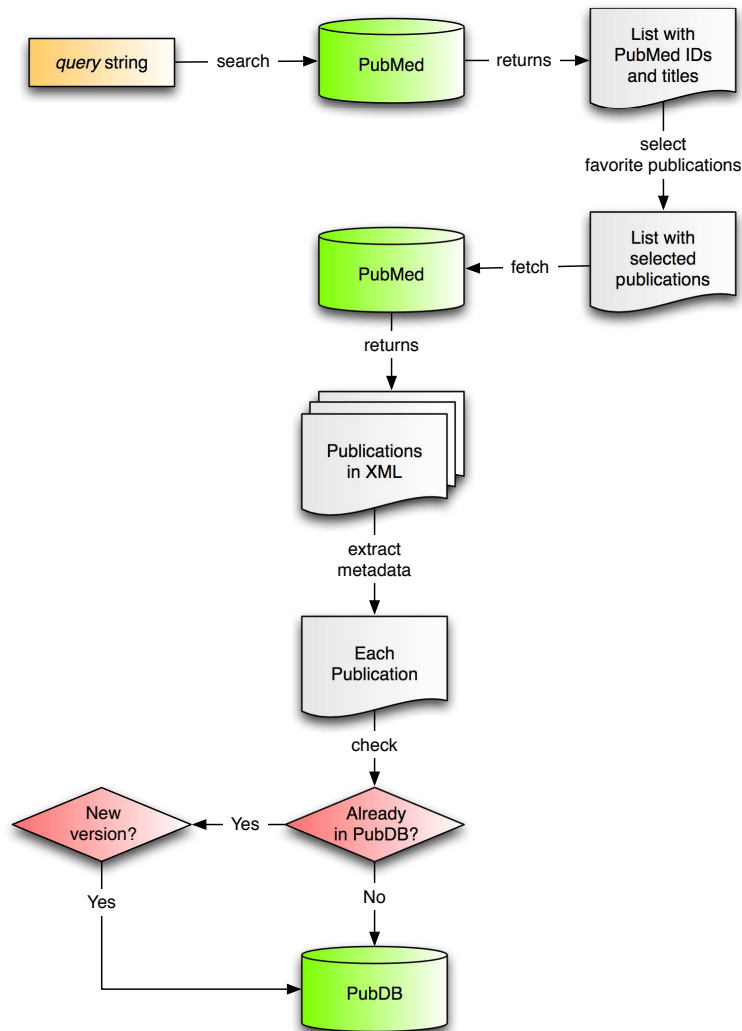 query string
search
PubMed
returns
List with
PubMed IDs
and titles
select
favorite publications
List with
selected
publications
fetch
PubMed
returns
Publications
in XML
extract
metadata
Each
Publication
check
Already
in PubDB?
Yes
New
version?
Yes
No
PubDB